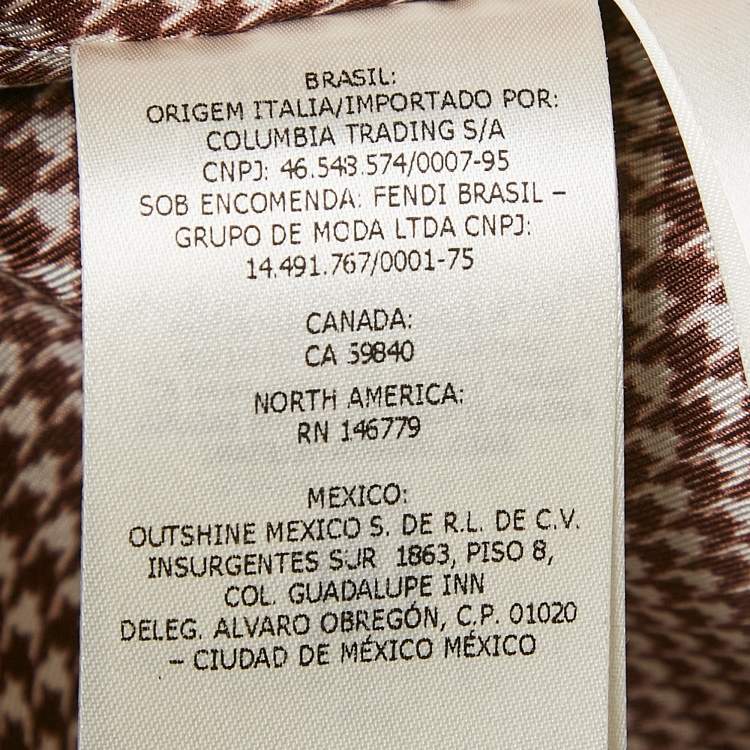 BRASIL:
ORIGEM ITALIA/IMPORTADO POR:
COLUMBIA TRADING S/A
CNPJ: 46.543.574/0007-95
SOB ENCOMENDA: FENDI BRASIL –
GRUPO DE MODA LTDA CNPJ:
14.491.767/0001-75
CANADA:
CA 59840
NORTH AMERICA:
RN 146779
MEXICO:
OUTSHINE MEXICO S. DE R.L. DE C.V.
INSURGENTES SUR 1863, PISO 8,
COL. GUADALUPE INN
DELEG. ALVARO OBREGÓN, C.P. 01020
– CIUDAD DE MÉXICO MÉXICO